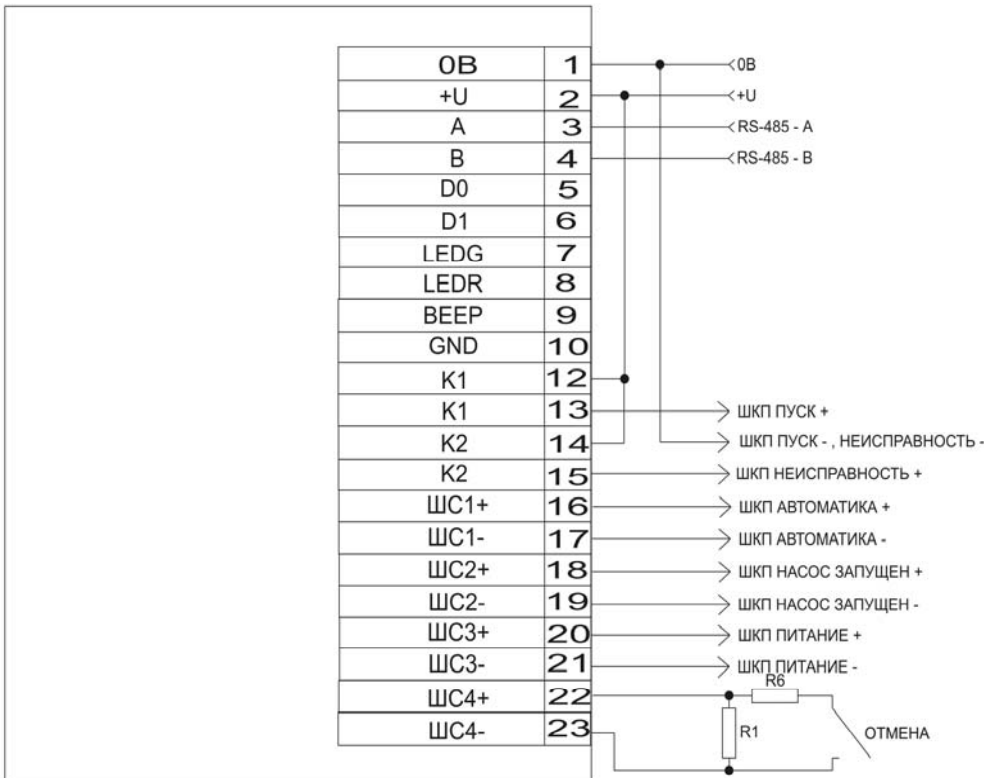 0В 1 0В
+U 2 +U
A 3 RS-485 - A
B 4 RS-485 - B
D0 5
D1 6
LEDG 7
LEDR 8
BEEP 9
GND 10
K1 12
K1 13 ШКП ПУСК +
K2 14 ШКП ПУСК - , НЕИСПРАВНОСТЬ -
K2 15 ШКП НЕИСПРАВНОСТЬ +
ШС1+ 16 ШКП АВТОМАТИКА +
ШС1- 17 ШКП АВТОМАТИКА -
ШС2+ 18 ШКП НАСОС ЗАПУЩЕН +
ШС2- 19 ШКП НАСОС ЗАПУЩЕН -
ШС3+ 20 ШКП ПИТАНИЕ +
ШС3- 21 ШКП ПИТАНИЕ -
R6
ШС4+ 22
ШС4- 23 R1 ОТМЕНА